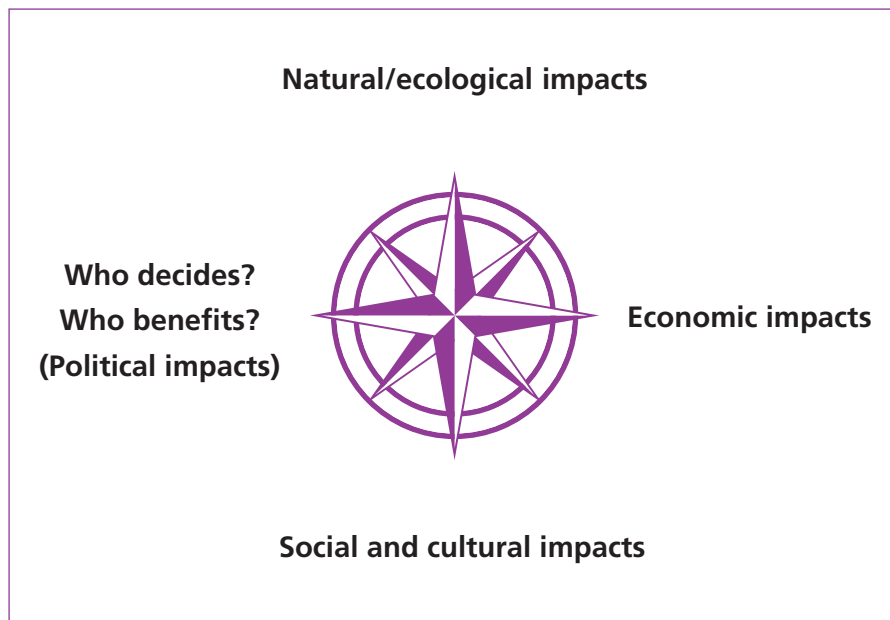 Natural/ecological impacts
Who decides?
Who benefits?
(Political impacts)
Economic impacts
Social and cultural impacts